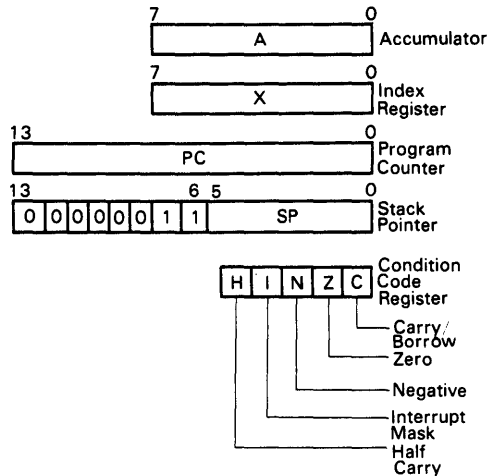 7 0
A Accumulator
7 0
X Index
Register
13 0
PC Program
Counter
13 6 5 0
0 0 0 0 0 0 1 1 SP Stack
Pointer
H I N Z C Condition
Code
Register
Carry/
Borrow
Zero
Negative
Interrupt
Mask
Half
Carry